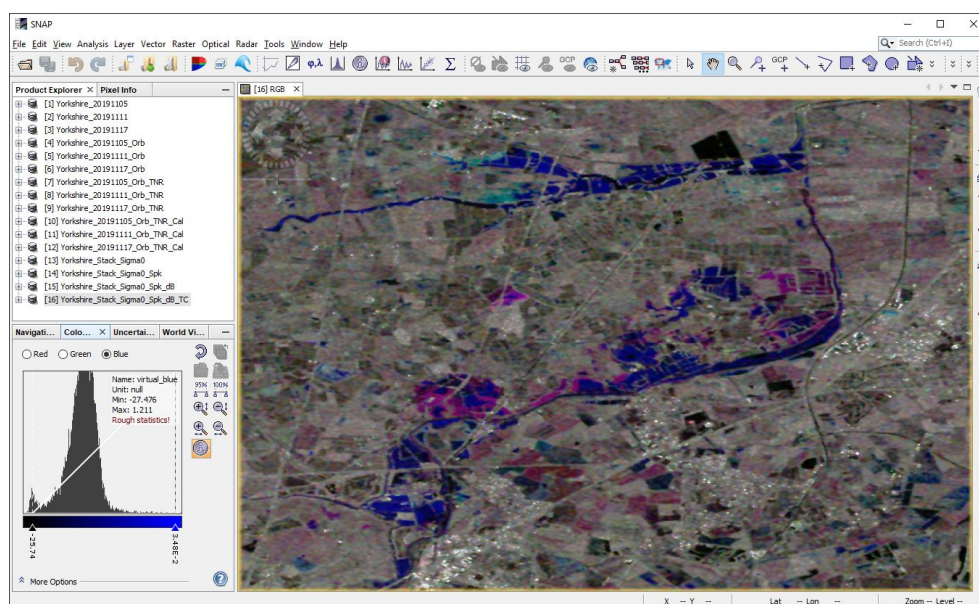 SNAP
File Edit View Analysis Layer Vector Raster Optical Radar Tools Window Help
Search (Ctrl+I)
φ,λ
Σ
GCP
GCP
Product Explorer × Pixel Info
[16] RGB ×
[1] Yorkshire_20191105
[2] Yorkshire_20191111
[3] Yorkshire_20191117
[4] Yorkshire_20191105_Orb
[5] Yorkshire_20191111_Orb
[6] Yorkshire_20191117_Orb
[7] Yorkshire_20191105_Orb_TNR
[8] Yorkshire_20191111_Orb_TNR
[9] Yorkshire_20191117_Orb_TNR
[10] Yorkshire_20191105_Orb_TNR_Cal
[11] Yorkshire_20191111_Orb_TNR_Cal
[12] Yorkshire_20191117_Orb_TNR_Cal
[13] Yorkshire_Stack_Sigma0
[14] Yorkshire_Stack_Sigma0_Spk
[15] Yorkshire_Stack_Sigma0_Spk_dB
[16] Yorkshire_Stack_Sigma0_Spk_dB_TC
Navigati... Colo... × Uncertai... World Vi...
Red Green Blue
Name: virtual_blue
Unit: null
Min: -27.476
Max: 1.211
Rough statistics!
95% 100%
-25.74
3.48E-2
More Options
X -- Y -- Lat -- Lon -- Zoom -- Level --